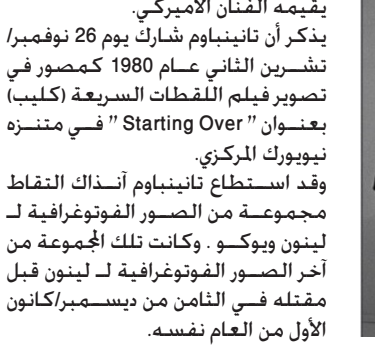 يقيمه الفنان الأميركي.
يذكر أن تانينباوم شارك يوم 26 نوفمبر/
تشرين الثاني عام 1980 كمصور في
تصوير فيلم اللقطات السريعة (كليب)
بعنوان " Starting Over " في متنزه
نيويورك المركزي.
وقد استطاع تانينباوم آنذاك التقاط
مجموعة من الصور الفوتوغرافية لـ
لينون ويوكو . وكانت تلك المجموعة من
آخر الصور الفوتوغرافية لـ لينون قبل
مقتله في الثامن من ديسمبر/كانون
الأول من العام نفسه.